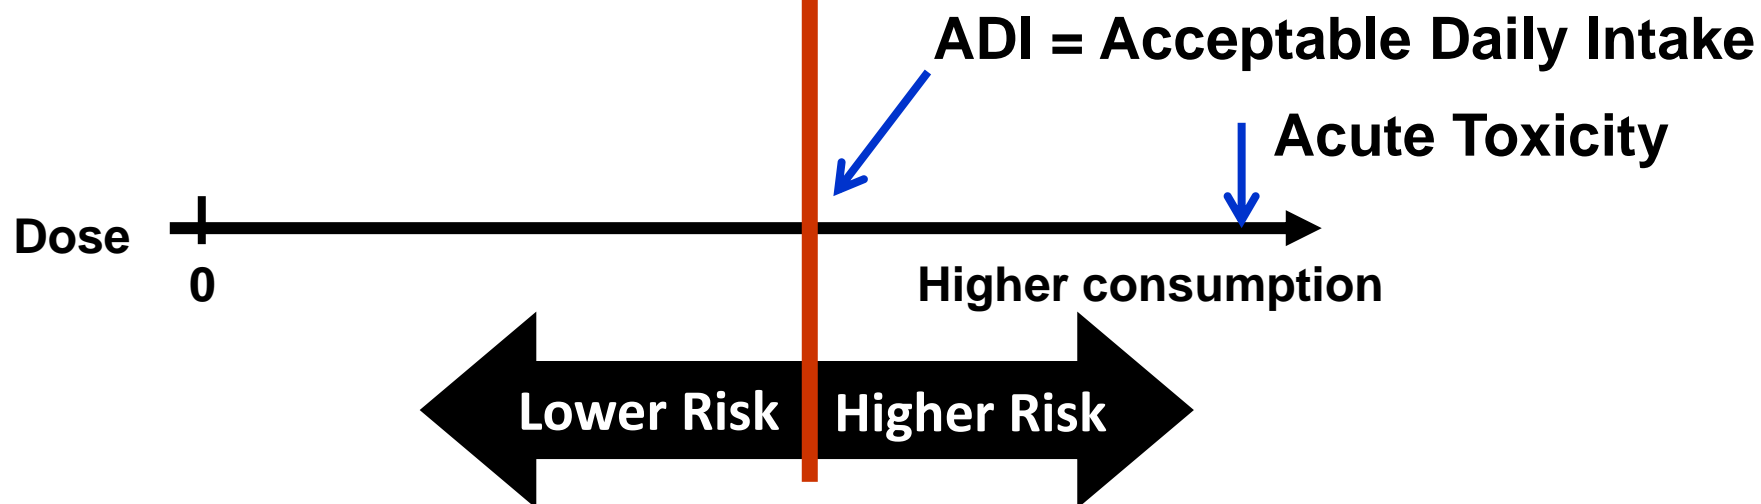 ADI = Acceptable Daily Intake
Acute Toxicity
Dose
0
Higher consumption
Lower Risk
Higher Risk